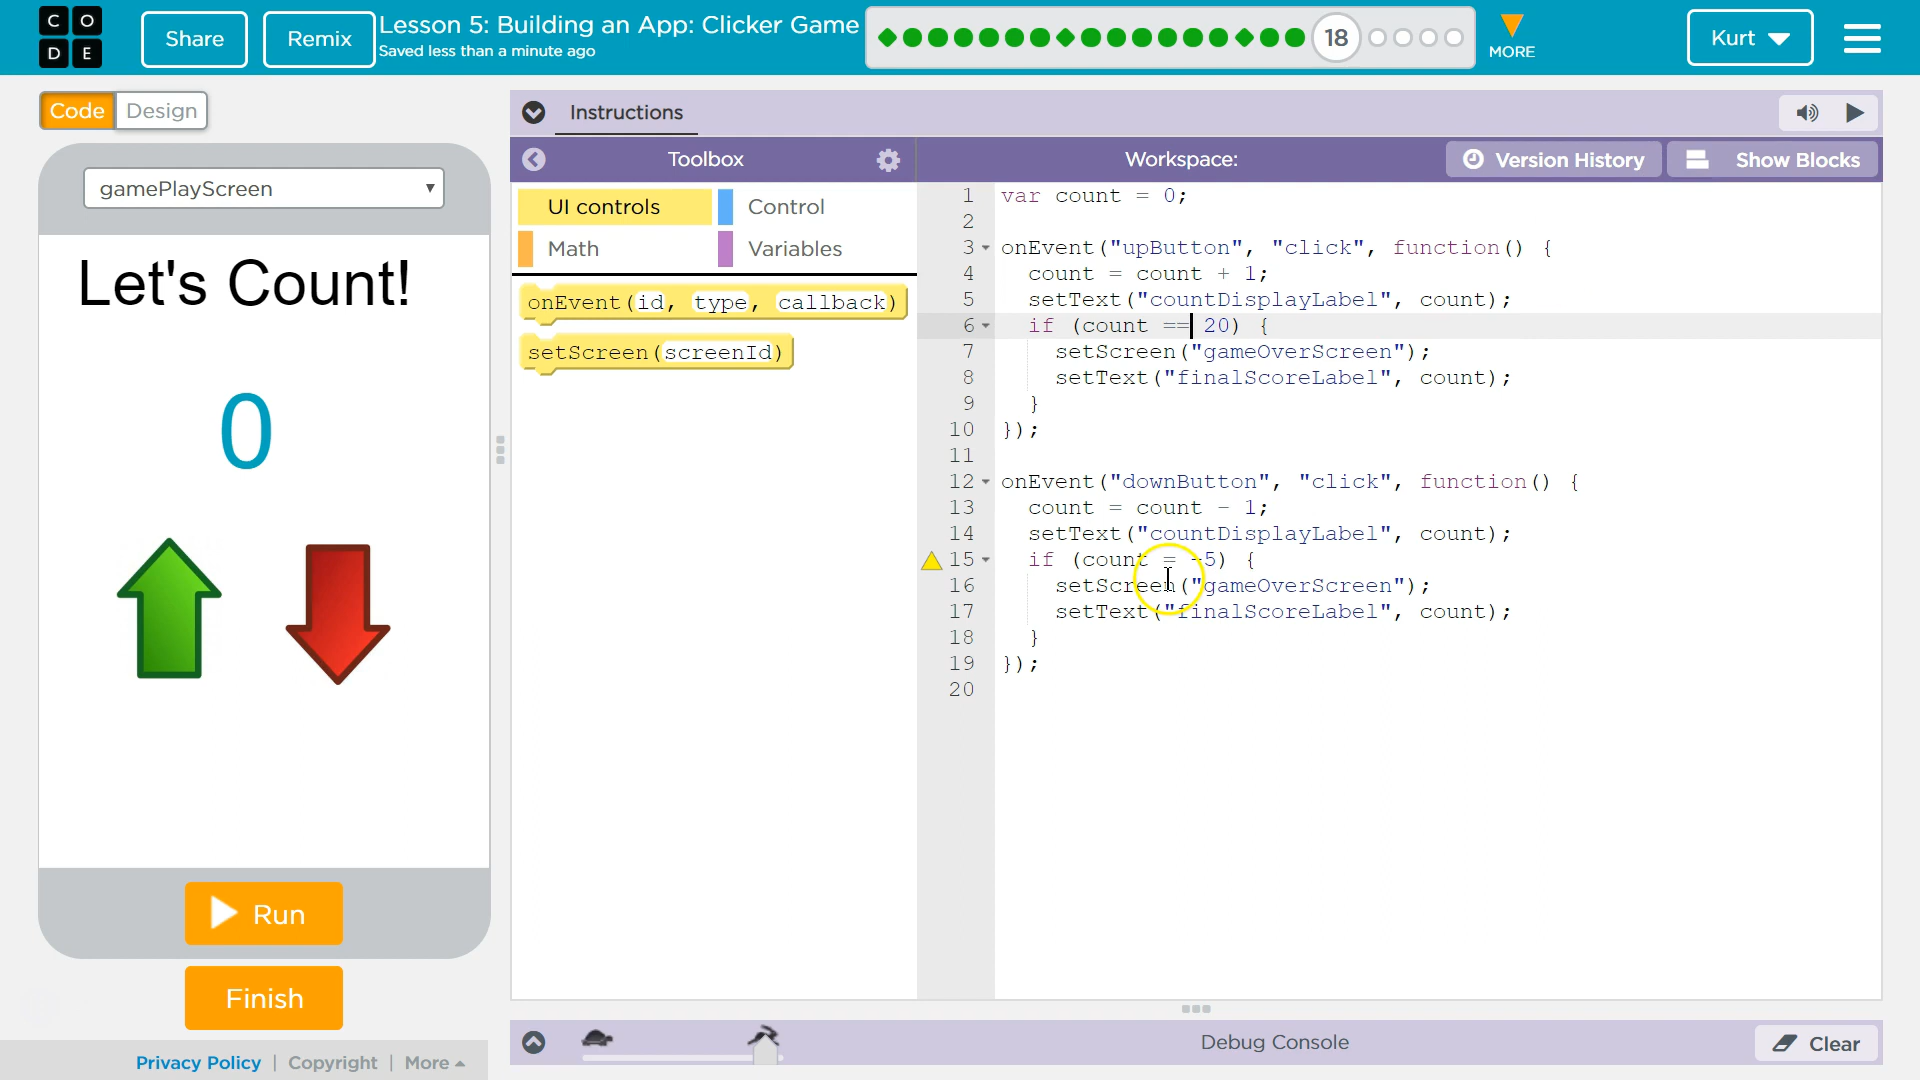 C O
D E
Share
Remix
Lesson 5: Building an App: Clicker Game
Saved less than a minute ago
18
MORE
Kurt
Code
Design
Instructions
gamePlayScreen
Toolbox
Workspace:
Version History
Show Blocks
UI controls
Control
Math
Variables
onEvent(id, type, callback)
setScreen(screenId)
Let's Count!
0
1 var count = 0;
2
3 onEvent("upButton", "click", function() {
4 count = count + 1;
5 setText("countDisplayLabel", count);
6 if (count == 20) {
7 setScreen("gameOverScreen");
8 setText("finalScoreLabel", count);
9 }
10 });
11
12 onEvent("downButton", "click", function() {
13 count = count - 1;
14 setText("countDisplayLabel", count);
15 if (count = -5) {
16 setScreen("gameOverScreen");
17 setText("finalScoreLabel", count);
18 }
19 });
20
Run
Finish
Privacy Policy | Copyright | More
Debug Console
Clear